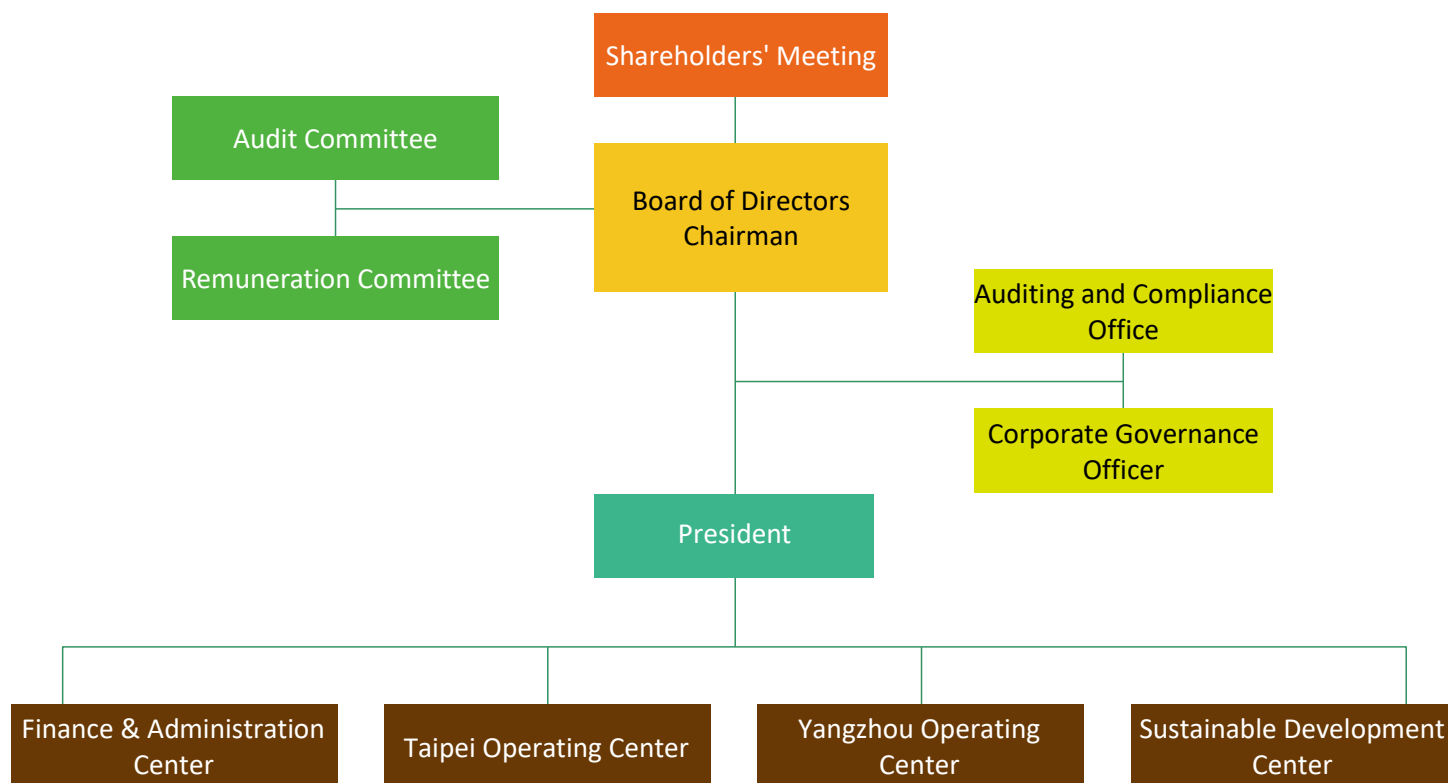 Shareholders' Meeting
Audit Committee
Board of Directors
Chairman
Remuneration Committee
Auditing and Compliance
Office
Corporate Governance
Officer
President
Finance & Administration
Center
Taipei Operating Center
Yangzhou Operating
Center
Sustainable Development
Center